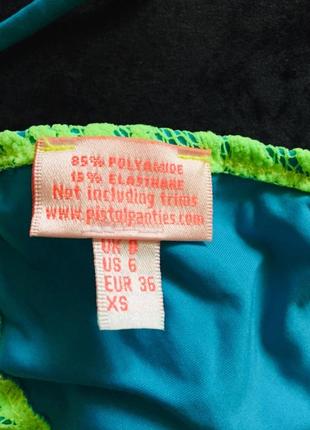 85% POLYAMIDE
15% ELASTHANE
Not including trims
www.pistolpanties.com
UK 8
US 6
EUR 36
XS